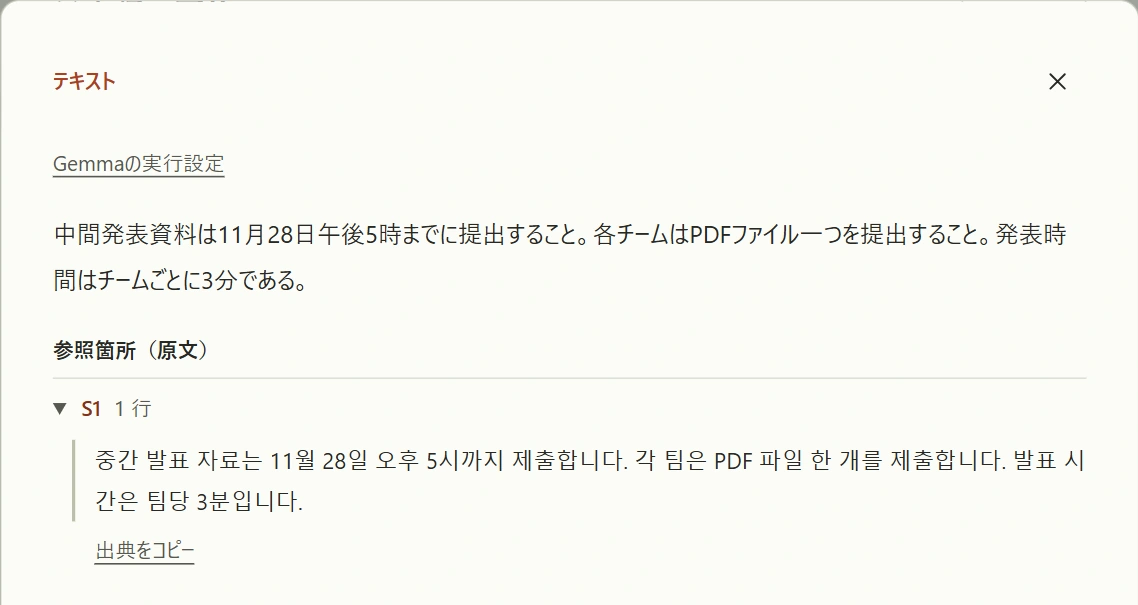 テキスト
Gemmaの実行設定
中間発表資料は11月28日午後5時までに提出すること。各チームはPDFファイル一つを提出すること。発表時
間はチームごとに3分である。
参照箇所（原文）
▼ S1 1 行
중간 발표 자료는 11월 28일 오후 5시까지 제출합니다. 각 팀은 PDF 파일 한 개를 제출합니다. 발표 시
간은 팀당 3분입니다.
出典をコピー